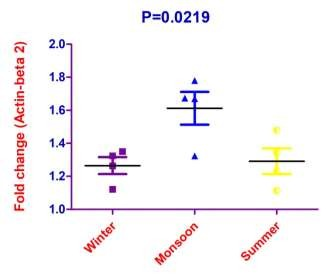 P=0.0219
Fold change (Actin-beta 2)
2.0
1.8
1.6
1.4
1.2
1.0
Winter
Monsoon
Summer